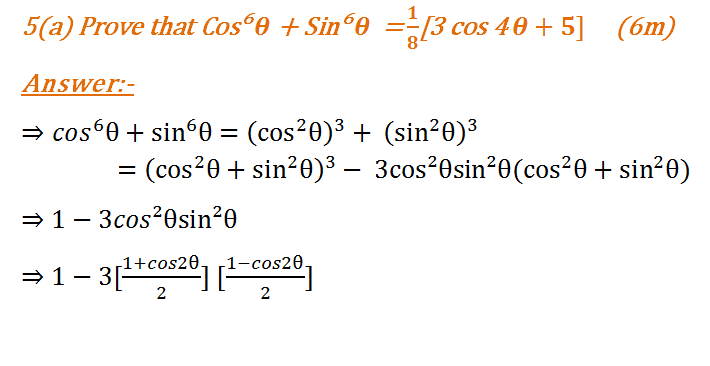 5(a) Prove that Cos⁶θ + Sin⁶θ = 1/8 [3 cos 4θ + 5] (6m)
Answer:-
⇒ cos⁶θ + sin⁶θ = (cos²θ)³ + (sin²θ)³
= (cos²θ + sin²θ)³ − 3cos²θsin²θ(cos²θ + sin²θ)
⇒ 1 − 3cos²θsin²θ
⇒ 1 − 3[(1+cos2θ)/2] [(1−cos2θ)/2]